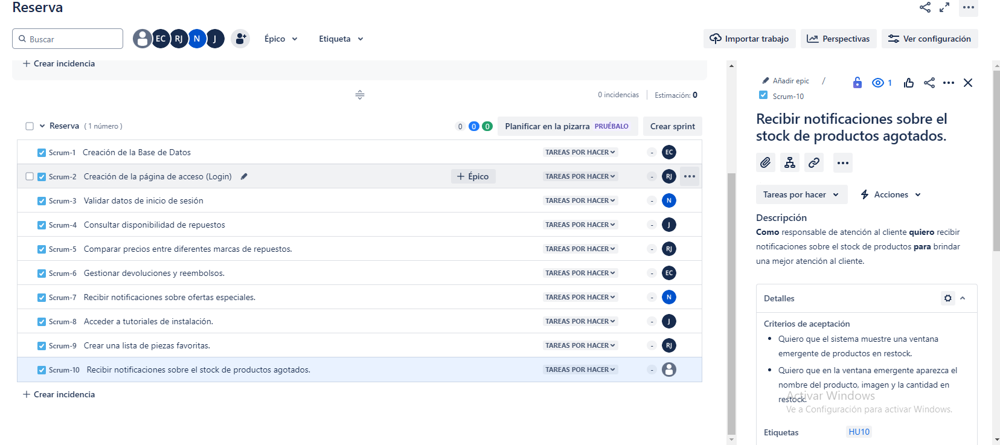 Reserva
Buscar
EC
RJ
N
J
Épico
Etiqueta
Importar trabajo
Perspectivas
Ver configuración
+ Crear incidencia
0 incidencias
Estimación: 0
Reserva ( 1 número )
0 0 0
Planificar en la pizarra PRUÉBALO
Crear sprint
Scrum-1 Creación de la Base de Datos TAREAS POR HACER - EC
Scrum-2 Creación de la página de acceso (Login) + Épico TAREAS POR HACER - RJ
Scrum-3 Validar datos de inicio de sesión TAREAS POR HACER - N
Scrum-4 Consultar disponibilidad de repuestos TAREAS POR HACER - J
Scrum-5 Comparar precios entre diferentes marcas de repuestos. TAREAS POR HACER - RJ
Scrum-6 Gestionar devoluciones y reembolsos. TAREAS POR HACER - EC
Scrum-7 Recibir notificaciones sobre ofertas especiales. TAREAS POR HACER - N
Scrum-8 Acceder a tutoriales de instalación. TAREAS POR HACER - J
Scrum-9 Crear una lista de piezas favoritas. TAREAS POR HACER - RJ
Scrum-10 Recibir notificaciones sobre el stock de productos agotados. TAREAS POR HACER -
+ Crear incidencia
Añadir epic /
1
Scrum-10
Recibir notificaciones sobre el
stock de productos agotados.
Tareas por hacer
Acciones
Descripción
Como responsable de atención al cliente quiero recibir
notificaciones sobre el stock de productos para brindar
una mejor atención al cliente.
Detalles
Criterios de aceptación
• Quiero que el sistema muestre una ventana
emergente de productos en restock.
• Quiero que en la ventana emergente aparezca el
nombre del producto, imagen y la cantidad en
restock.
Activar Windows
Ve a Configuración para activar Windows.
Etiquetas
HU10